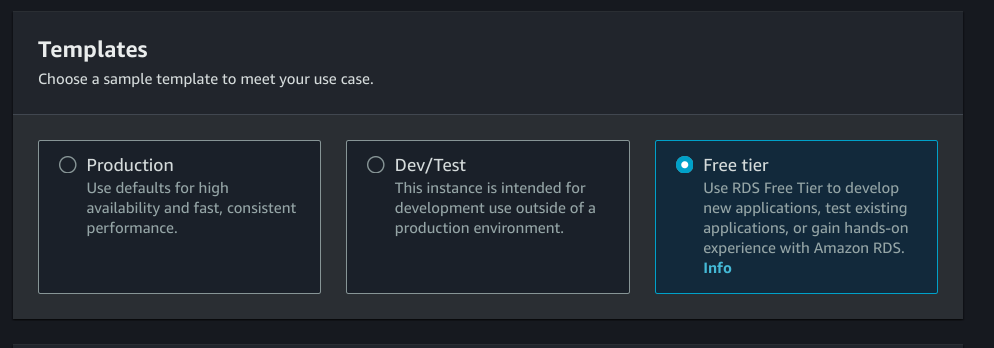 Templates
Choose a sample template to meet your use case.
Production
Use defaults for high
availability and fast, consistent
performance.
Dev/Test
This instance is intended for
development use outside of a
production environment.
Free tier
Use RDS Free Tier to develop
new applications, test existing
applications, or gain hands-on
experience with Amazon RDS.
Info